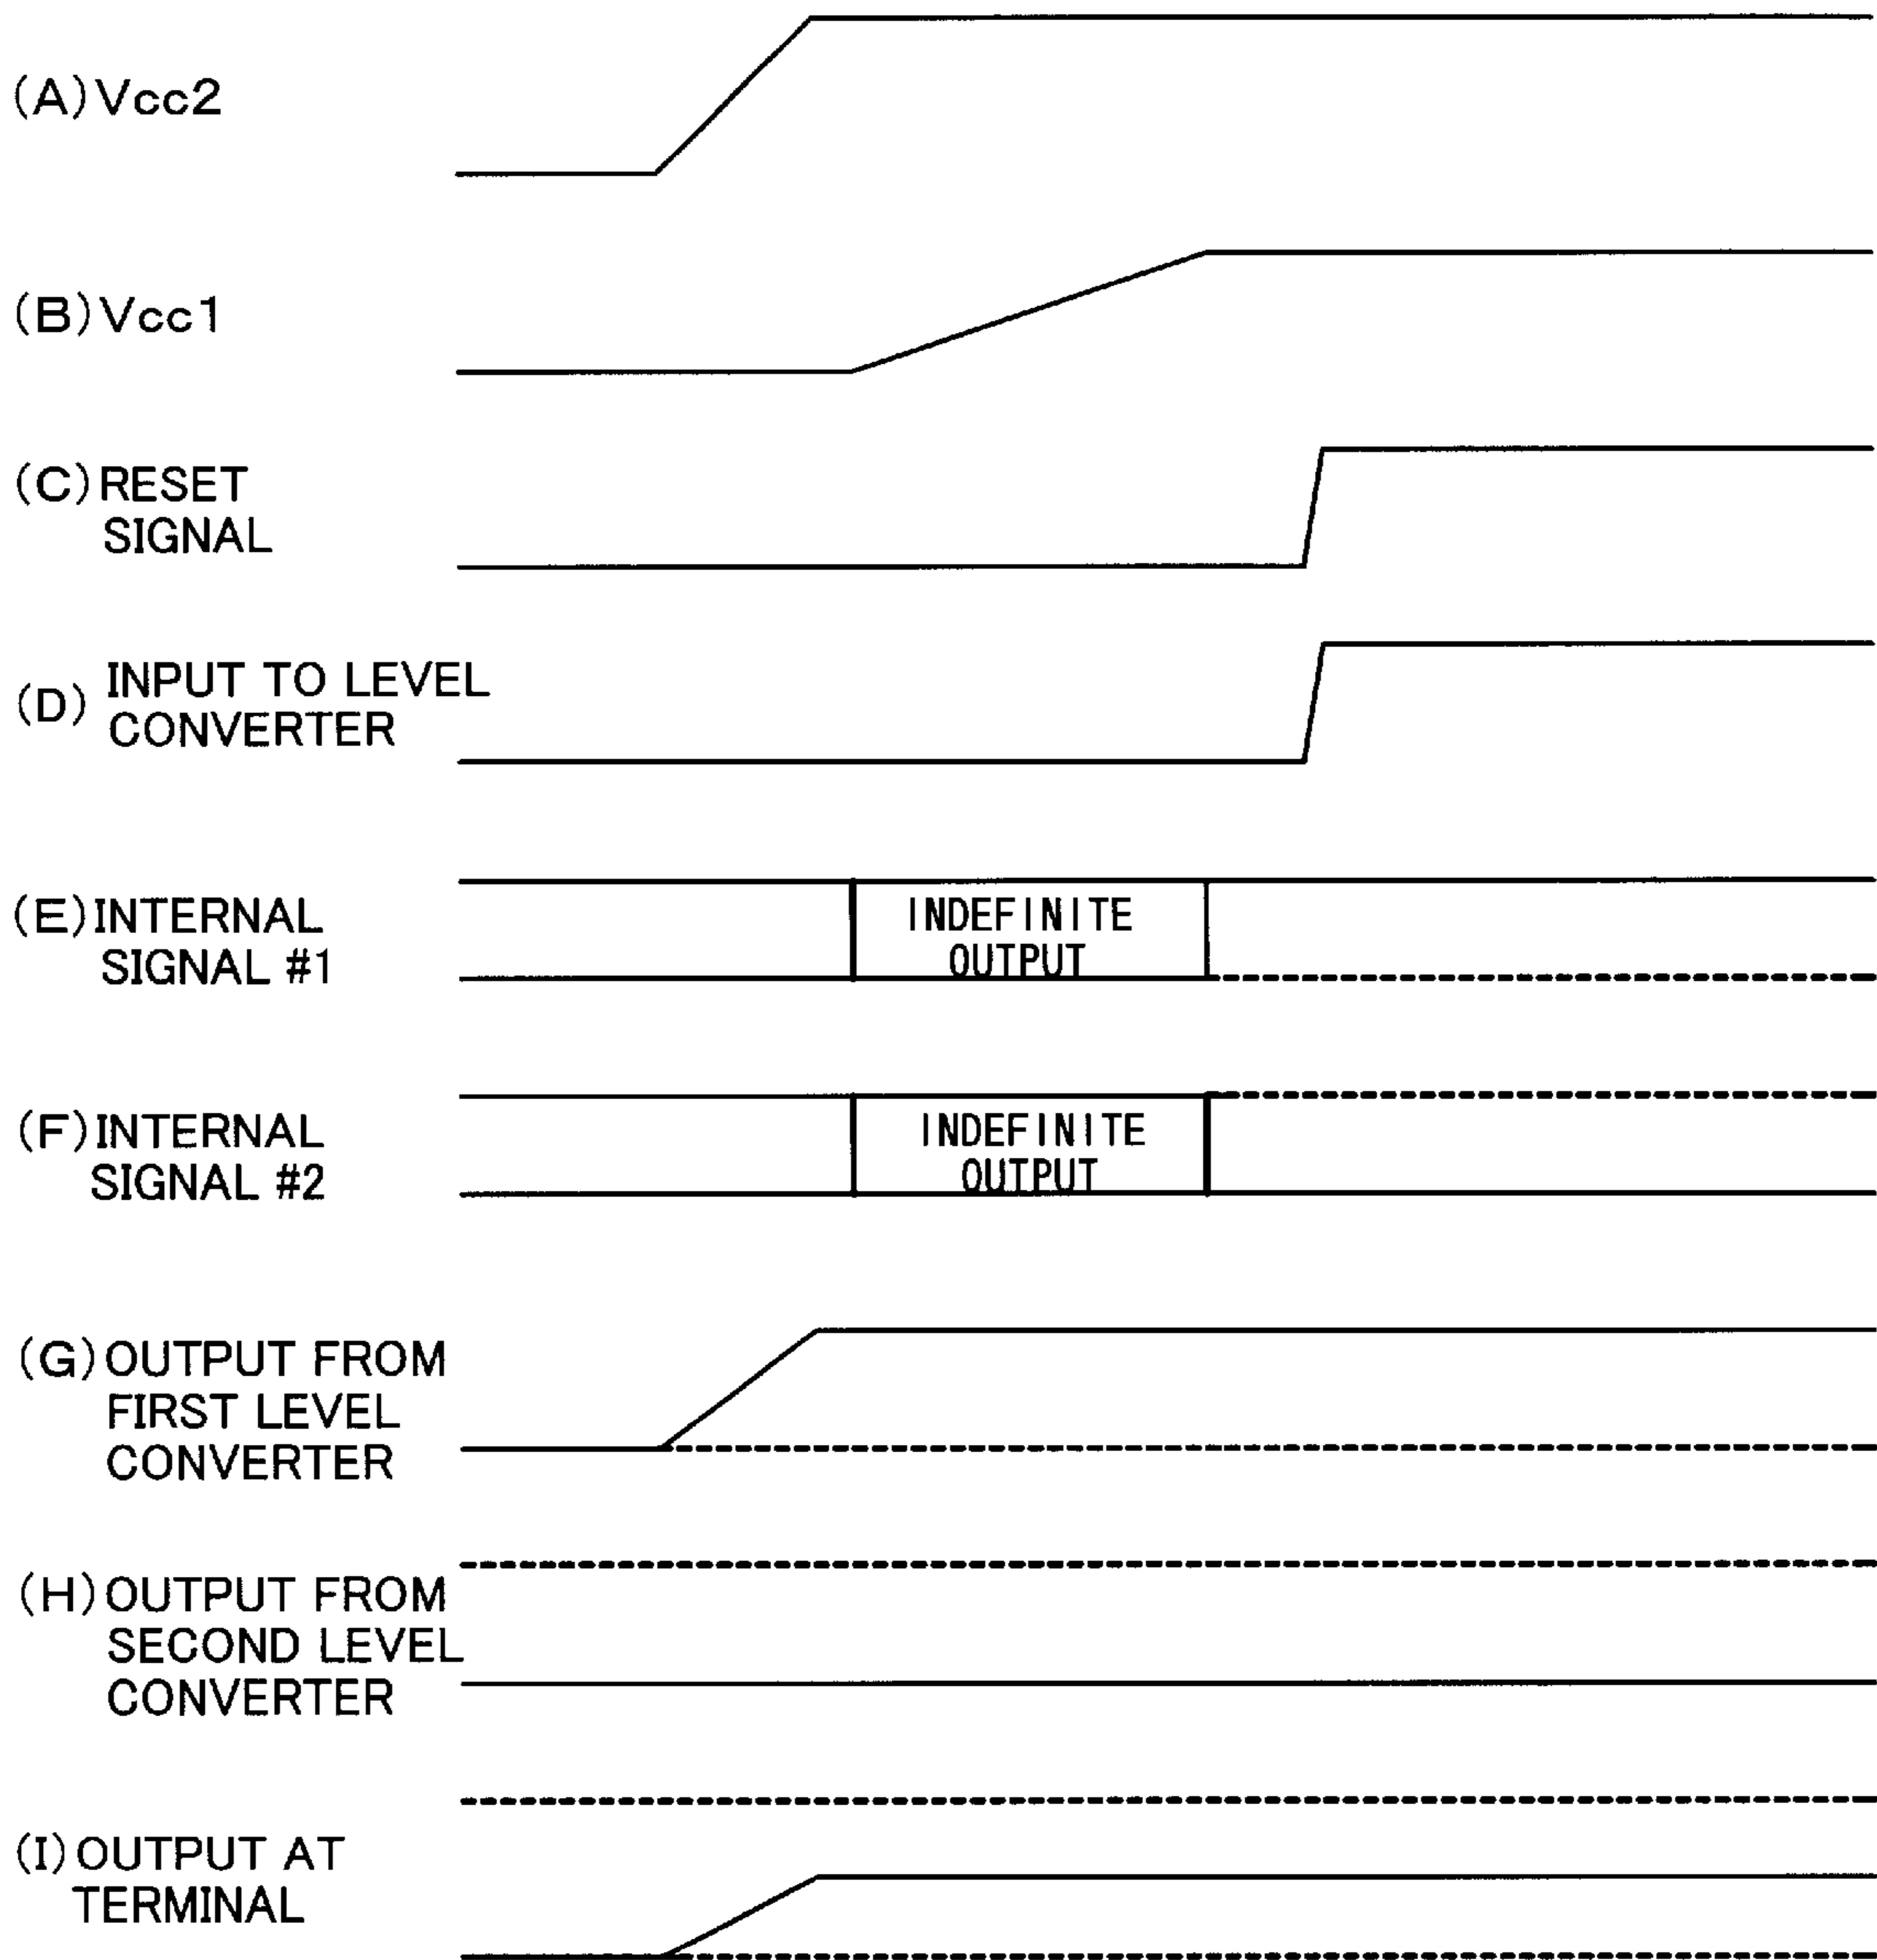 (A)Vcc2
(B)Vcc1
(C)RESET
SIGNAL
(D) INPUT TO LEVEL
CONVERTER
(E)INTERNAL
SIGNAL #1
INDEFINITE
OUTPUT
(F)INTERNAL
SIGNAL #2
INDEFINITE
OUTPUT
(G)OUTPUT FROM
FIRST LEVEL
CONVERTER
(H)OUTPUT FROM
SECOND LEVEL
CONVERTER
(I)OUTPUT AT
TERMINAL